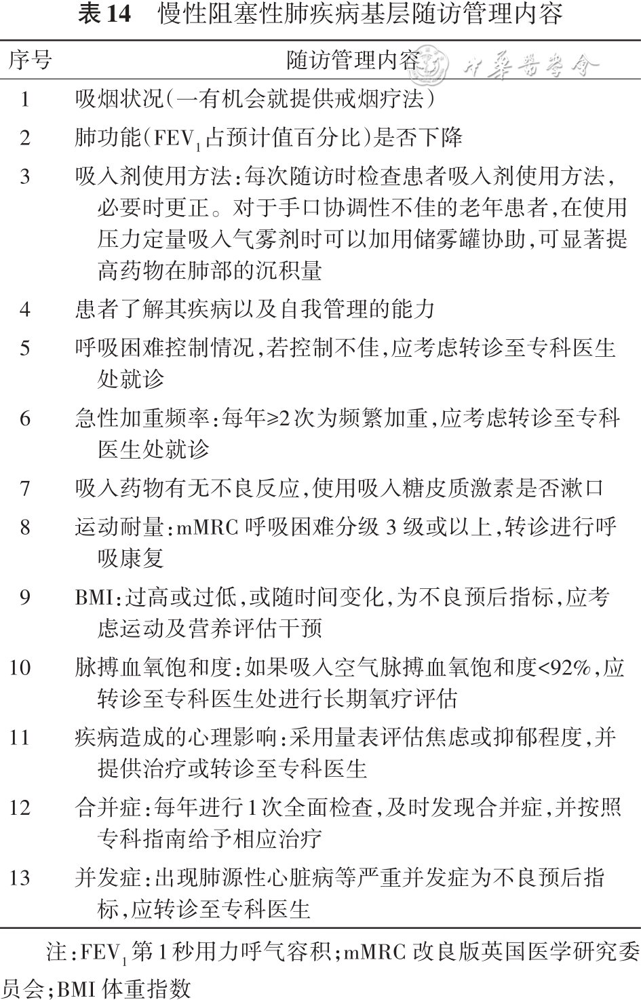 表14 慢性阻塞性肺疾病基层随访管理内容
序号 随访管理内容 中华医学会
1 吸烟状况(一有机会就提供戒烟疗法)
2 肺功能(FEV1占预计值百分比)是否下降
3 吸入剂使用方法:每次随访时检查患者吸入剂使用方法,
必要时更正。对于手口协调性不佳的老年患者,在使用
压力定量吸入气雾剂时可以加用储雾罐协助,可显著提
高药物在肺部的沉积量
4 患者了解其疾病以及自我管理的能力
5 呼吸困难控制情况,若控制不佳,应考虑转诊至专科医生
处就诊
6 急性加重频率:每年≥2次为频繁加重,应考虑转诊至专科
医生处就诊
7 吸入药物有无不良反应,使用吸入糖皮质激素是否漱口
8 运动耐量:mMRC 呼吸困难分级 3 级或以上,转诊进行呼
吸康复
9 BMI:过高或过低,或随时间变化,为不良预后指标,应考
虑运动及营养评估干预
10 脉搏血氧饱和度:如果吸入空气脉搏血氧饱和度<92%,应
转诊至专科医生处进行长期氧疗评估
11 疾病造成的心理影响:采用量表评估焦虑或抑郁程度,并
提供治疗或转诊至专科医生
12 合并症:每年进行1次全面检查,及时发现合并症,并按照
专科指南给予相应治疗
13 并发症:出现肺源性心脏病等严重并发症为不良预后指
标,应转诊至专科医生
注:FEV1第1秒用力呼气容积;mMRC 改良版英国医学研究委
员会;BMI 体重指数